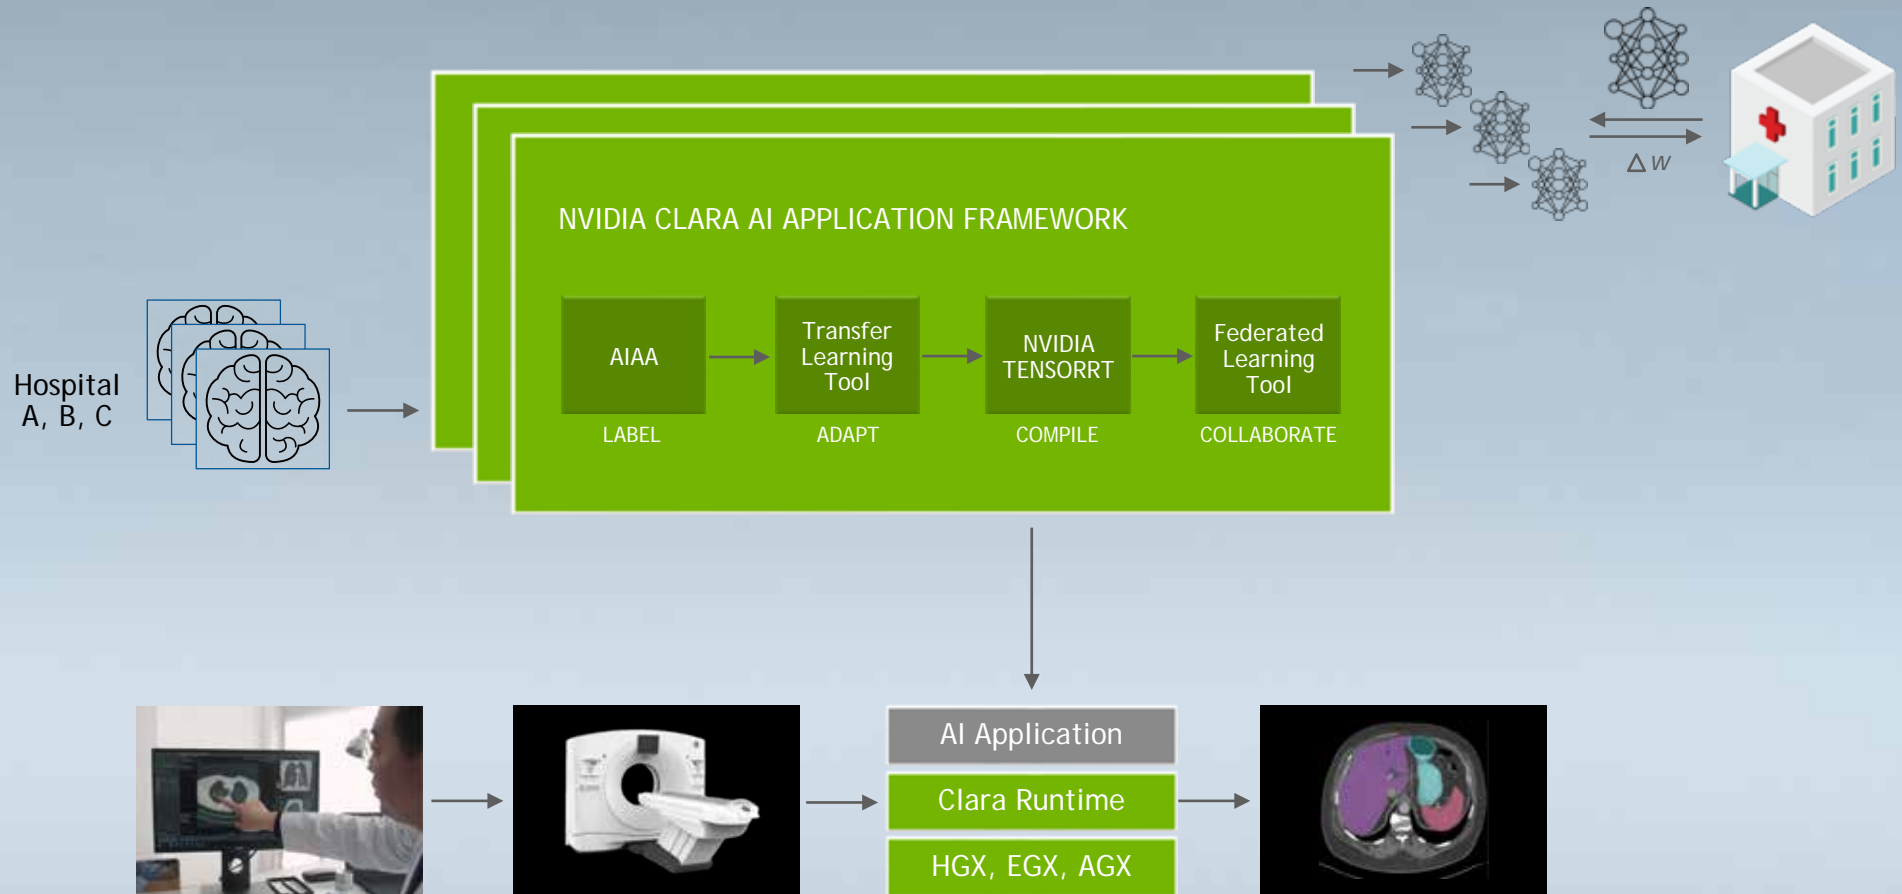 Δw
NVIDIA CLARA AI APPLICATION FRAMEWORK
Hospital
A, B, C
AIAA
LABEL
Transfer
Learning
Tool
ADAPT
NVIDIA
TENSORRT
COMPILE
Federated
Learning
Tool
COLLABORATE
AI Application
Clara Runtime
HGX, EGX, AGX